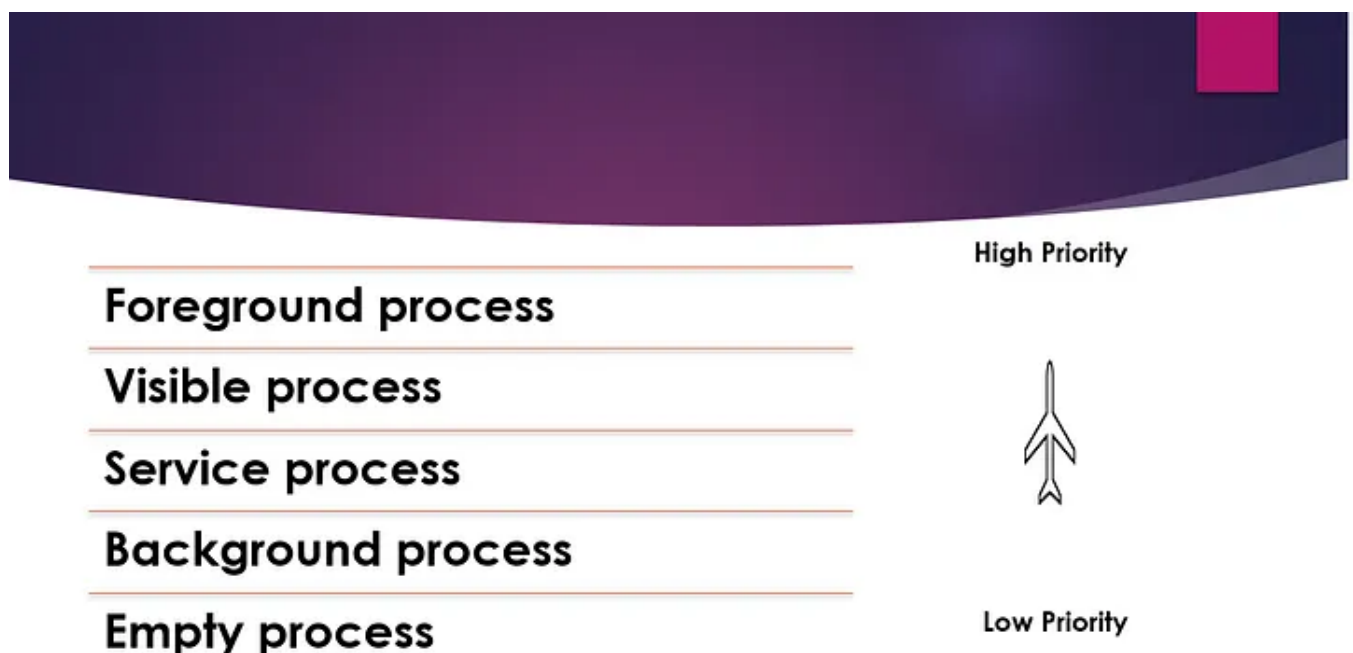 High Priority
Foreground process
Visible process
Service process
Background process
Empty process
Low Priority